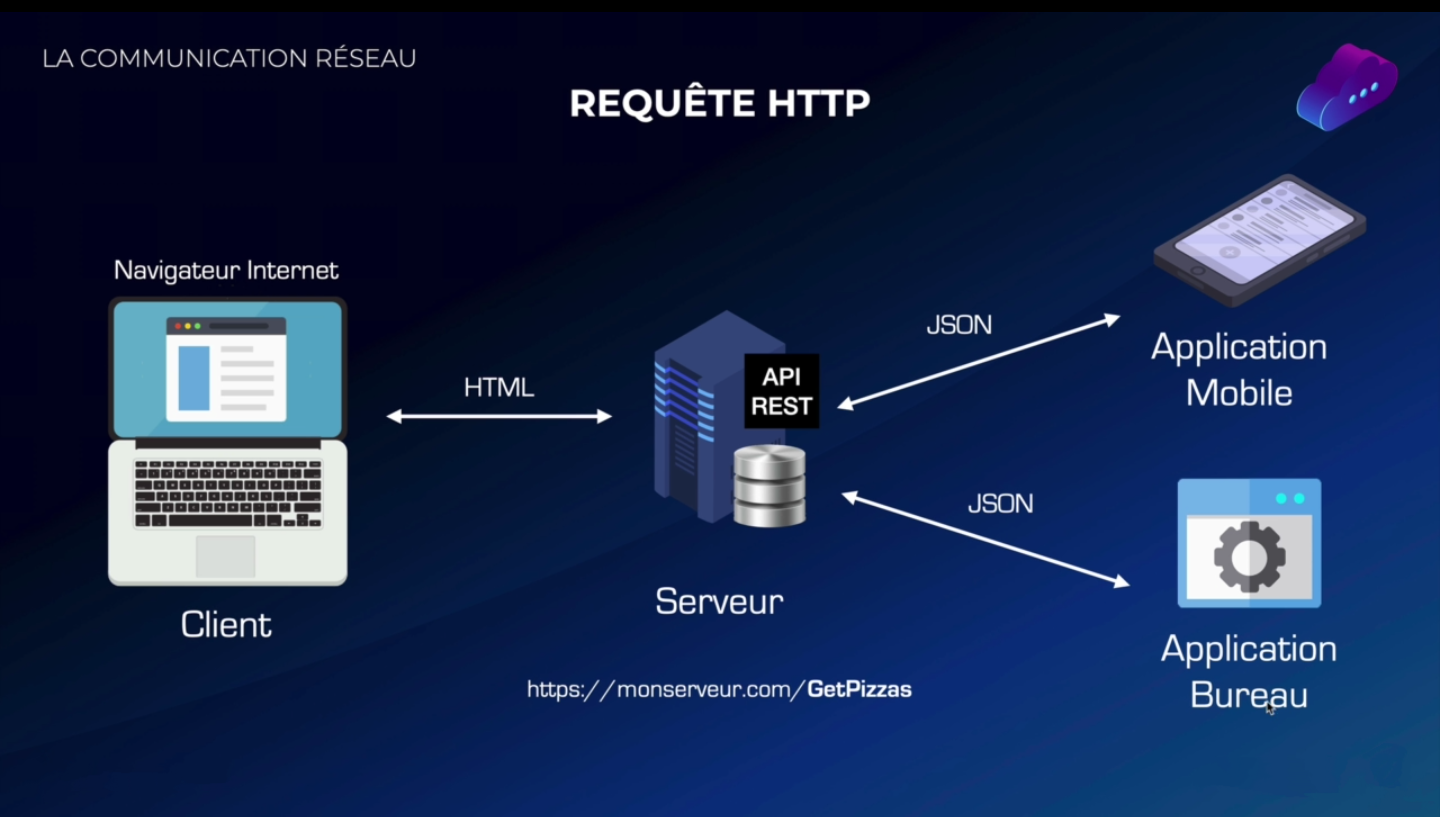 LA COMMUNICATION RÉSEAU
REQUÊTE HTTP
Navigateur Internet
HTML
Client
API
REST
Serveur
https://monserveur.com/GetPizzas
JSON
Application
Mobile
JSON
Application
Bureau